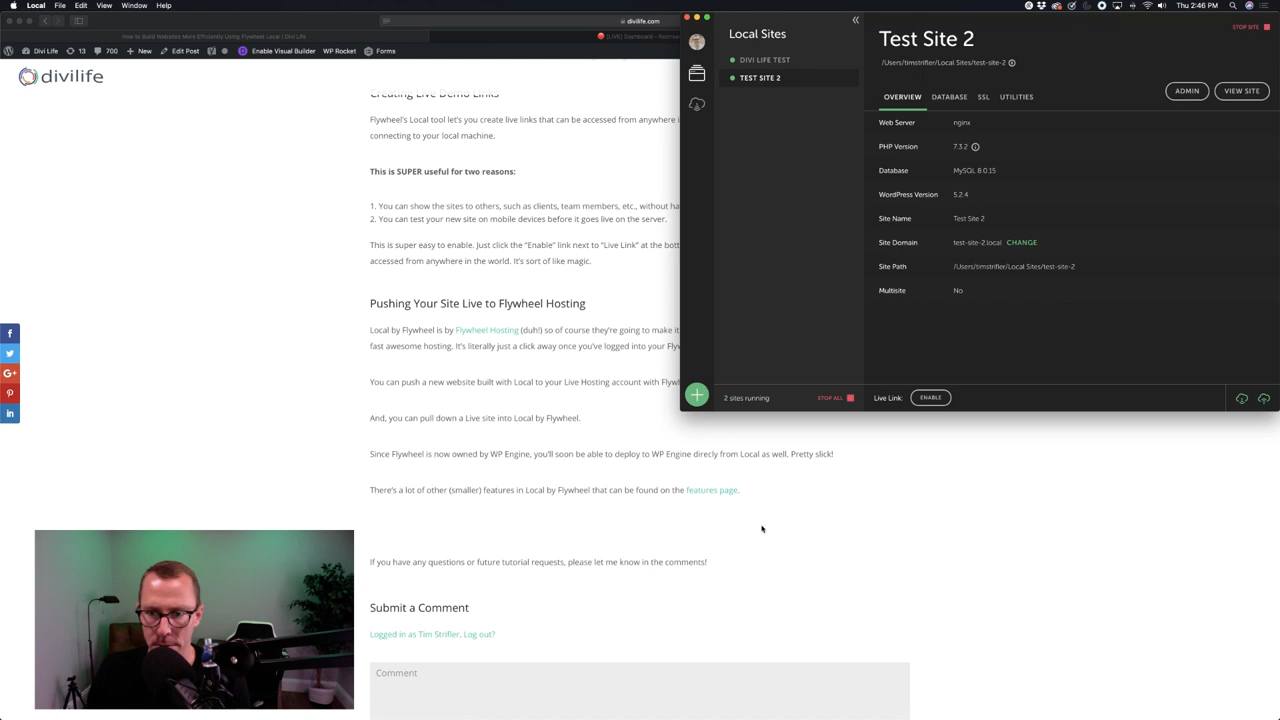 Local File Edit View Window Help
Thu 2:46 PM
divilife.com
How to Build Websites More Efficiently Using Flywheel Local | Divi Life
Divi Life 13 700 + New Edit Post Enable Visual Builder WP Rocket Forms
divilife
Creating Live Demo Links
Flywheel's Local tool let's you create live links that can be accessed from anywhere
connecting to your local machine.
This is SUPER useful for two reasons:
1. You can show the sites to others, such as clients, team members, etc., without
2. You can test your new site on mobile devices before it goes live on the server.
This is super easy to enable. Just click the "Enable" link next to "Live Link" at the
accessed from anywhere in the world. It's sort of like magic.
Pushing Your Site Live to Flywheel Hosting
Local by Flywheel is by Flywheel Hosting (duh!) so of course they're going to make it
fast awesome hosting. It's literally just a click away once you've logged into your
You can push a new website built with Local to your Live Hosting account with
And, you can pull down a Live site into Local by Flywheel.
Since Flywheel is now owned by WP Engine, you'll soon be able to deploy to WP Engine direcly from Local as well. Pretty slick!
There's a lot of other (smaller) features in Local by Flywheel that can be found on the features page.
If you have any questions or future tutorial requests, please let me know in the comments!
Submit a Comment
Logged in as Tim Strifler. Log out?
Comment
Local Sites
DIVI LIFE TEST
TEST SITE 2
2 sites running STOP ALL
Test Site 2
STOP SITE
/Users/timstrifler/Local Sites/test-site-2
OVERVIEW DATABASE SSL UTILITIES
ADMIN VIEW SITE
Web Server nginx
PHP Version 7.3.2
Database MySQL 8.0.15
WordPress Version 5.2.4
Site Name Test Site 2
Site Domain test-site-2.local CHANGE
Site Path /Users/timstrifler/Local Sites/test-site-2
Multisite No
Live Link: ENABLE